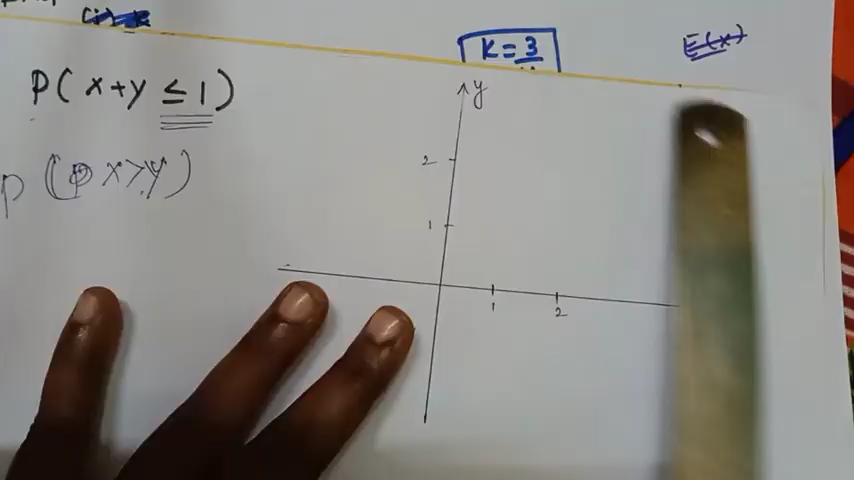 K = 3
E(x)
P( x+y ≤ 1 )
y
P ( x>y )
2
1
1
2